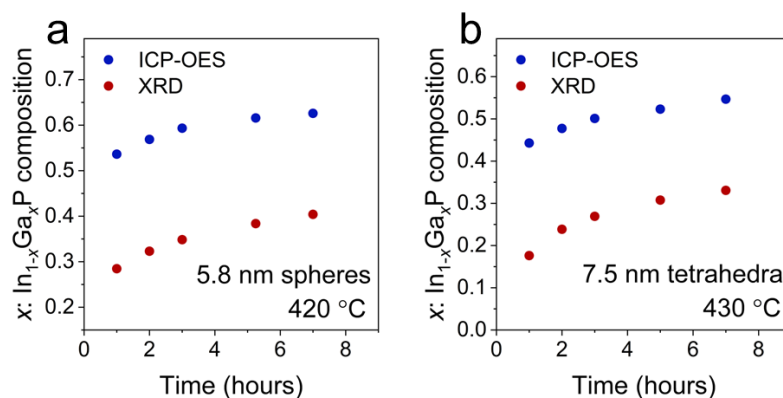 a
ICP-OES
XRD
x: In₁₋ₓGaₓP composition
0.7
0.6
0.5
0.4
0.3
0.2
5.8 nm spheres
420 °C
0 2 4 6 8
Time (hours)
b
ICP-OES
XRD
x: In₁₋ₓGaₓP composition
0.6
0.5
0.4
0.3
0.2
0.1
0.0
7.5 nm tetrahedra
430 °C
0 2 4 6 8
Time (hours)